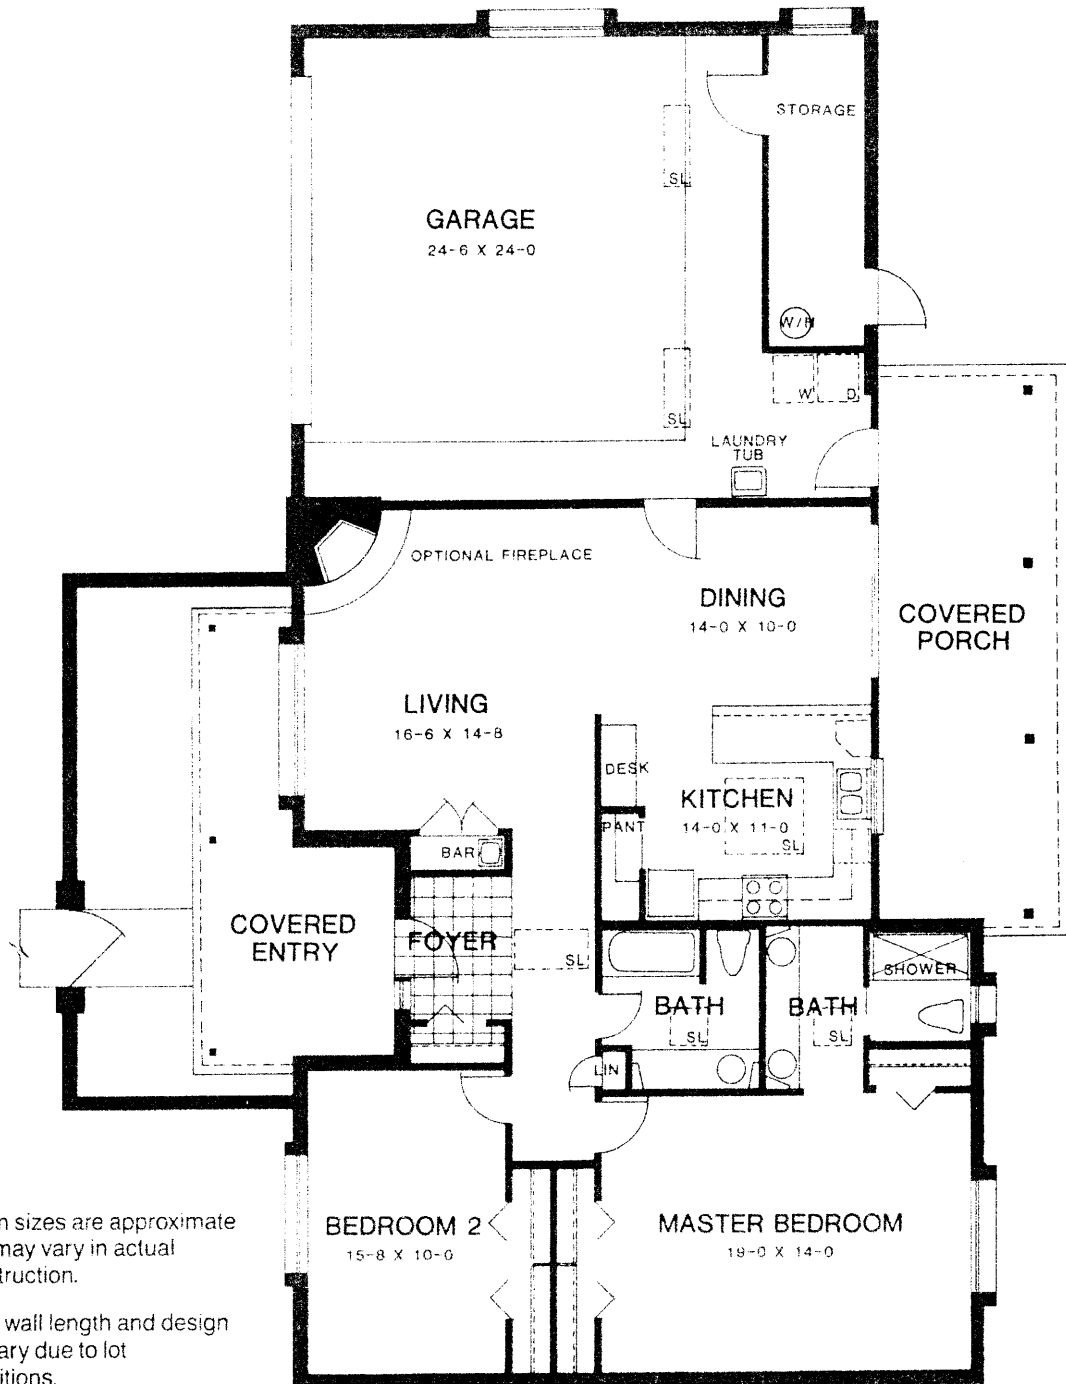 STORAGE
SL
GARAGE
24-6 X 24-0
W/H
SL
W D
LAUNDRY
TUB
OPTIONAL FIREPLACE
DINING
14-0 X 10-0
COVERED
PORCH
LIVING
16-6 X 14-8
DESK
KITCHEN
14-0 X 11-0
SL
PANT
BAR
COVERED
ENTRY
FOYER
SL
SHOWER
BATH
SL
BATH
SL
LIN
BEDROOM 2
15-8 X 10-0
MASTER BEDROOM
19-0 X 14-0
sizes are approximate
may vary in actual
wall length and design
due to lot